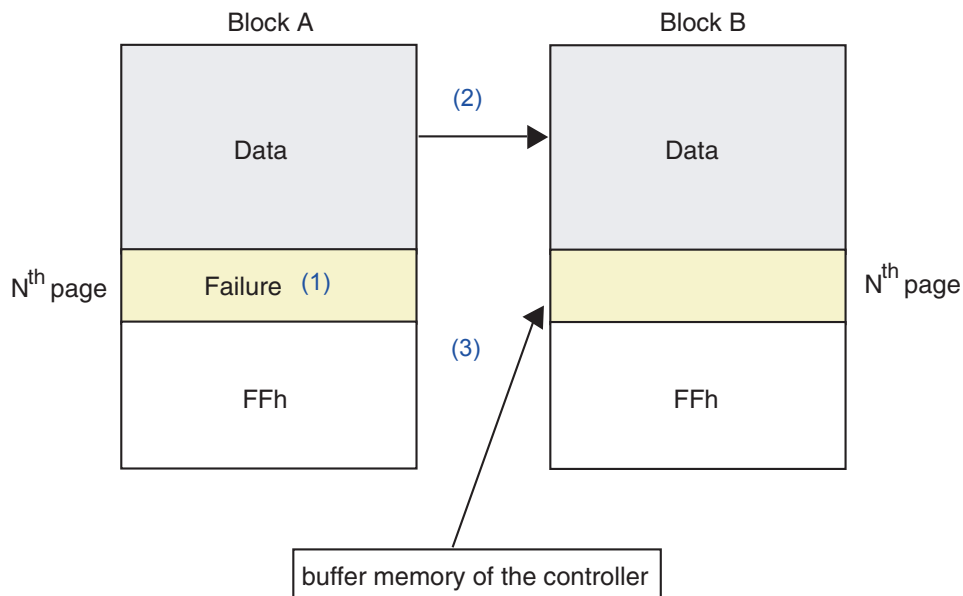 Block A
Block B
(2)
Data
Data
Nth page
Failure (1)
Nth page
(3)
FFh
FFh
buffer memory of the controller